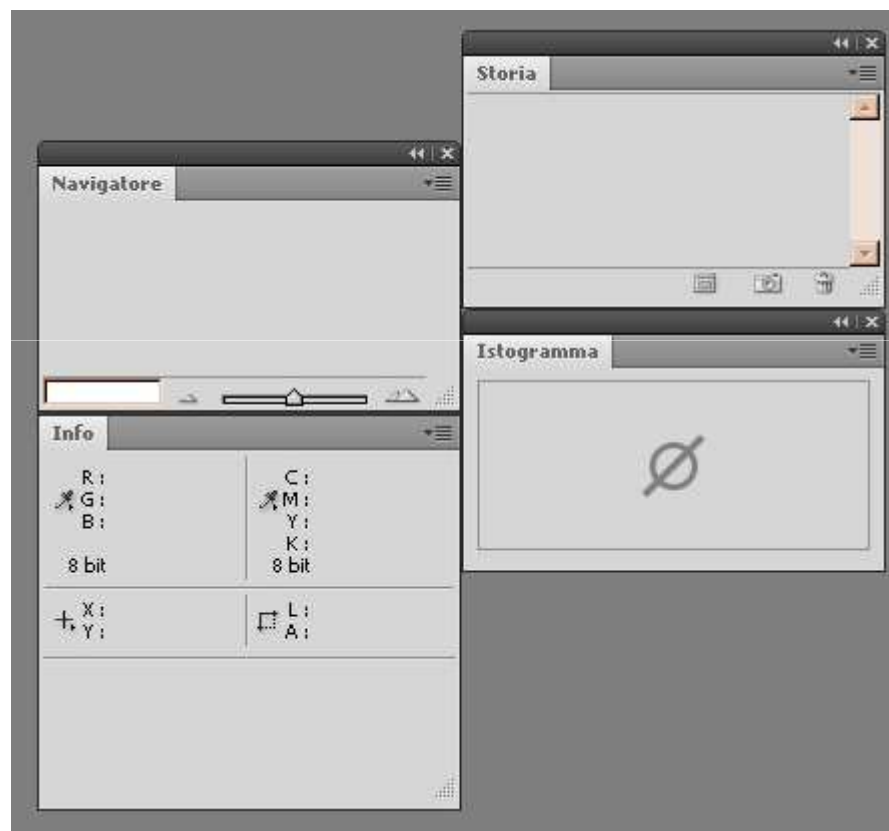 Storia
Navigatore
Istogramma
Info
R :
G :
B :
8 bit
C :
M :
Y :
K :
8 bit
X :
Y :
L :
A :